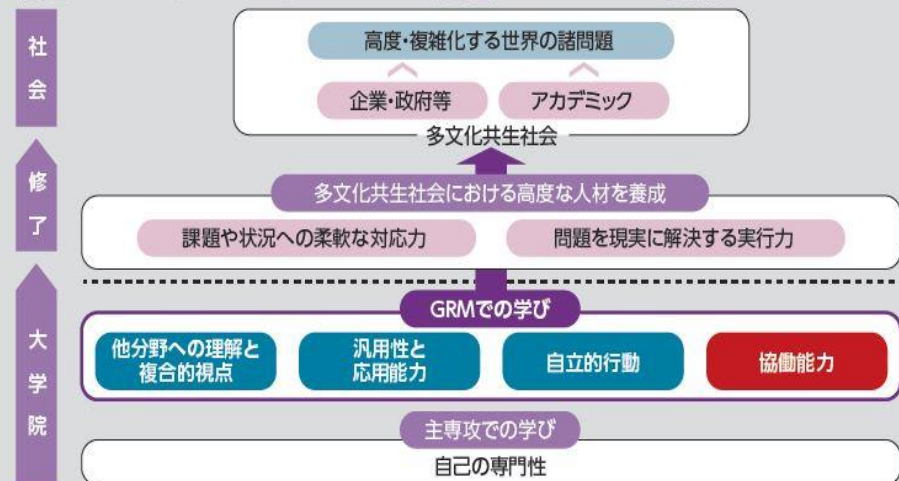 社会
高度・複雑化する世界の諸問題
企業・政府等
アカデミック
多文化共生社会
修了
多文化共生社会における高度な人材を養成
課題や状況への柔軟な対応力
問題を現実に解決する実行力
大学院
GRMでの学び
他分野への理解と
複合的視点
汎用性と
応用能力
自立的行動
協働能力
主専攻での学び
自己の専門性